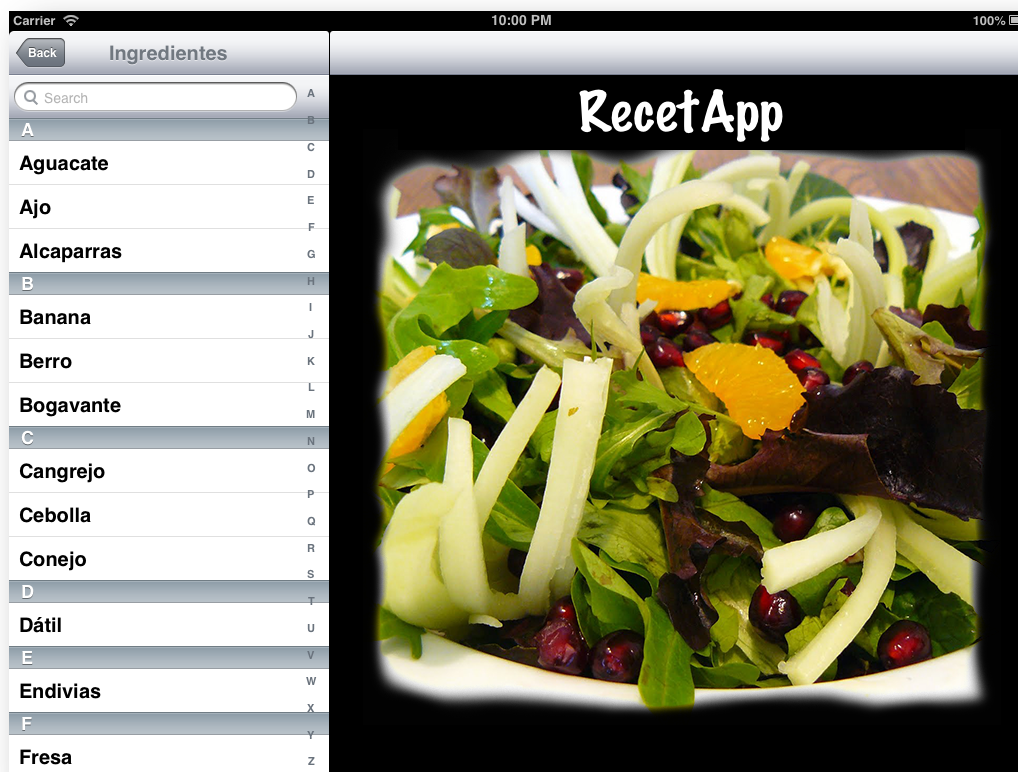 Carrier 10:00 PM 100%
Back Ingredientes
Search
RecetApp
A
Aguacate
Ajo
Alcaparras
B
Banana
Berro
Bogavante
C
Cangrejo
Cebolla
Conejo
D
Dátil
E
Endivias
F
Fresa
A
B
C
D
E
F
G
H
I
J
K
L
M
N
O
P
Q
R
S
T
U
V
W
X
Y
Z